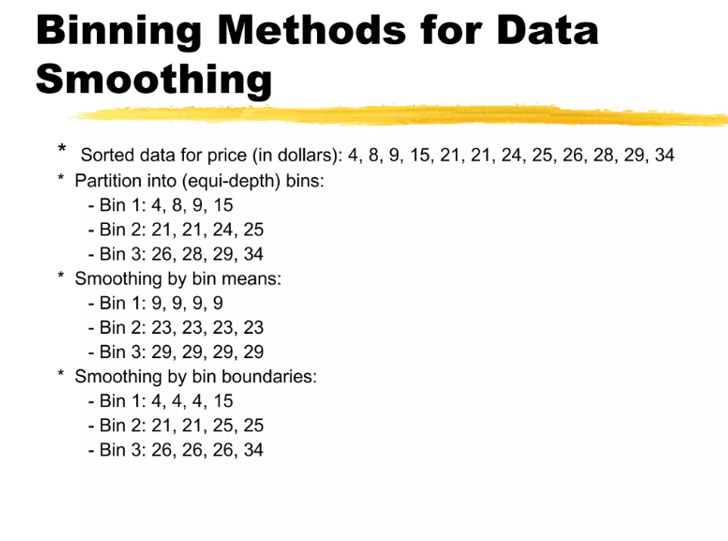 Binning Methods for Data
Smoothing
* Sorted data for price (in dollars): 4, 8, 9, 15, 21, 21, 24, 25, 26, 28, 29, 34
* Partition into (equi-depth) bins:
- Bin 1: 4, 8, 9, 15
- Bin 2: 21, 21, 24, 25
- Bin 3: 26, 28, 29, 34
* Smoothing by bin means:
- Bin 1: 9, 9, 9, 9
- Bin 2: 23, 23, 23, 23
- Bin 3: 29, 29, 29, 29
* Smoothing by bin boundaries:
- Bin 1: 4, 4, 4, 15
- Bin 2: 21, 21, 25, 25
- Bin 3: 26, 26, 26, 34